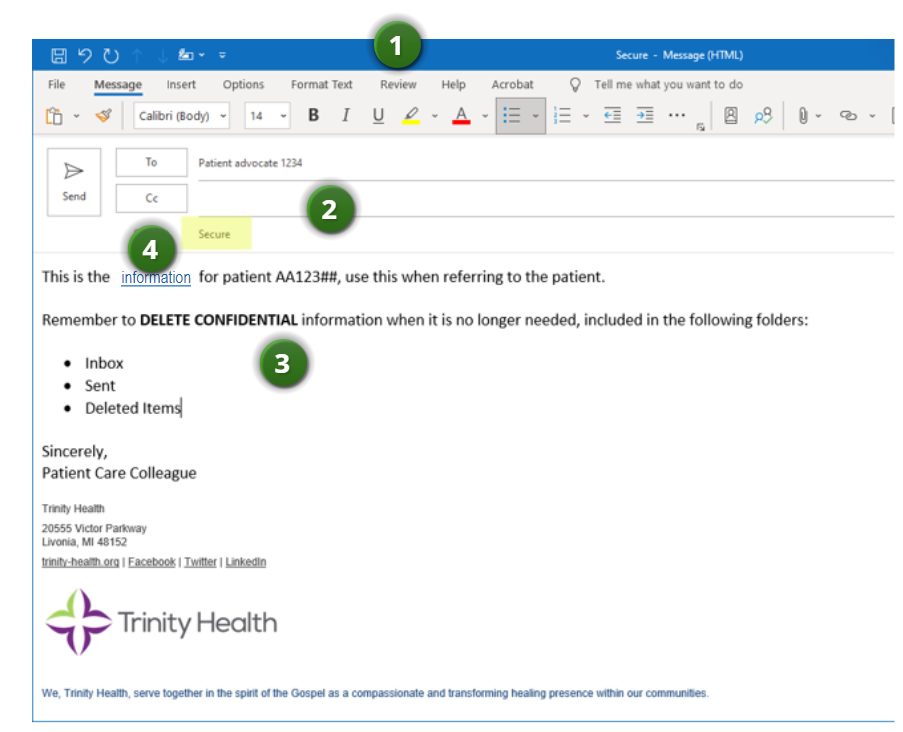 1
Secure - Message (HTML)
File Message Insert Options Format Text Review Help Acrobat Tell me what you want to do
Calibri (Body) 14 B I U A
To Patient advocate 1234
Send
Cc
2
Secure
4
This is the information for patient AA123##, use this when referring to the patient.
Remember to DELETE CONFIDENTIAL information when it is no longer needed, included in the following folders:
3
• Inbox
• Sent
• Deleted Items
Sincerely,
Patient Care Colleague
Trinity Health
20555 Victor Parkway
Livonia, MI 48152
trinity-health.org | Facebook | Twitter | LinkedIn
Trinity Health
We, Trinity Health, serve together in the spirit of the Gospel as a compassionate and transforming healing presence within our communities.